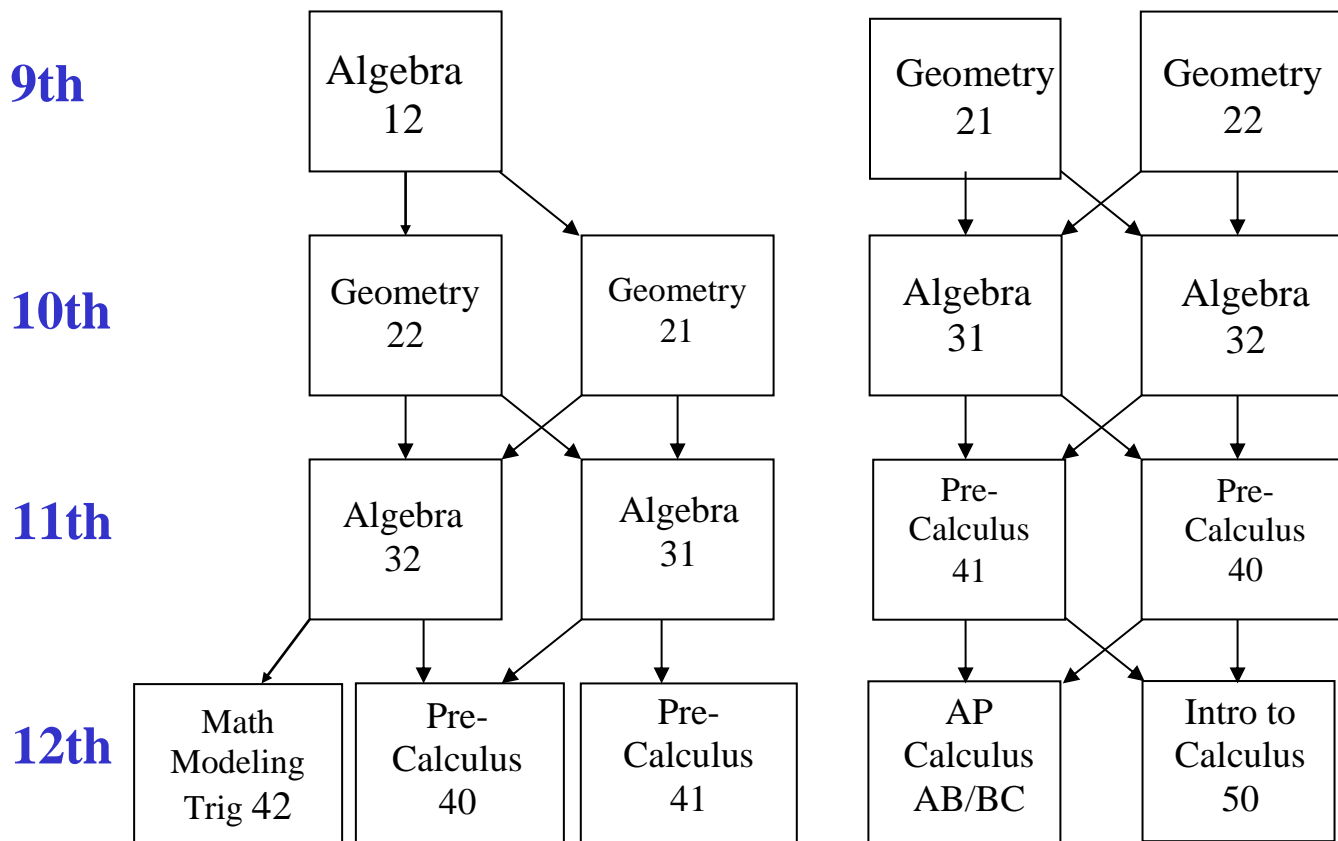 9th
Algebra
12
Geometry
21
Geometry
22
10th
Geometry
22
Geometry
21
Algebra
31
Algebra
32
11th
Algebra
32
Algebra
31
Pre-
Calculus
41
Pre-
Calculus
40
12th
Math
Modeling
Trig 42
Pre-
Calculus
40
Pre-
Calculus
41
AP
Calculus
AB/BC
Intro to
Calculus
50